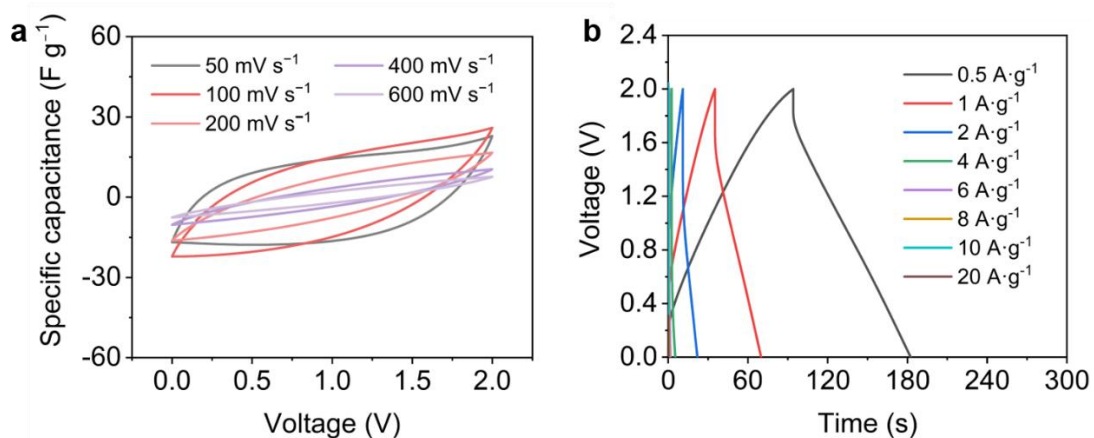 a
60
30
0
-30
-60
Specific capacitance (F g⁻¹)
50 mV s⁻¹
100 mV s⁻¹
200 mV s⁻¹
400 mV s⁻¹
600 mV s⁻¹
0.0 0.5 1.0 1.5 2.0
Voltage (V)
b
2.4
2.0
1.6
1.2
0.8
0.4
0.0
Voltage (V)
0.5 A·g⁻¹
1 A·g⁻¹
2 A·g⁻¹
4 A·g⁻¹
6 A·g⁻¹
8 A·g⁻¹
10 A·g⁻¹
20 A·g⁻¹
0 60 120 180 240 300
Time (s)